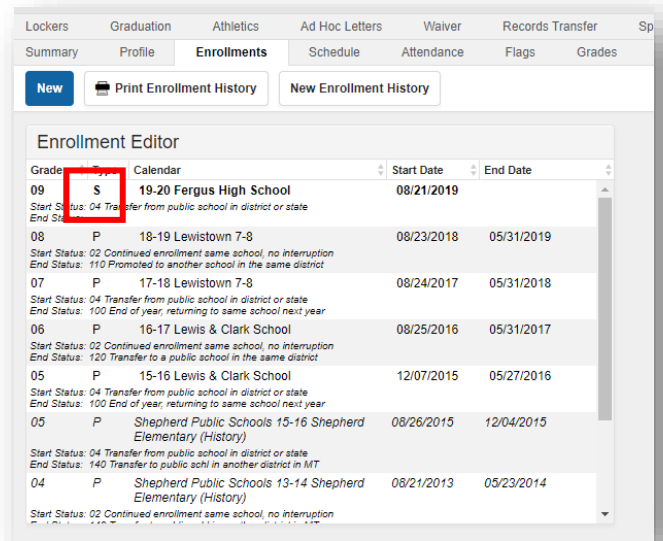 Lockers Graduation Athletics Ad Hoc Letters Waiver Records Transfer Sp
Summary Profile Enrollments Schedule Attendance Flags Grades
New Print Enrollment History New Enrollment History
Enrollment Editor
Grade Type Calendar Start Date End Date
09 S 19-20 Fergus High School 08/21/2019
Start Status: 04 Transfer from public school in district or state
End Status:
08 P 18-19 Lewistown 7-8 08/23/2018 05/31/2019
Start Status: 02 Continued enrollment same school, no interruption
End Status: 110 Promoted to another school in the same district
07 P 17-18 Lewistown 7-8 08/24/2017 05/31/2018
Start Status: 04 Transfer from public school in district or state
End Status: 100 End of year, returning to same school next year
06 P 16-17 Lewis & Clark School 08/25/2016 05/31/2017
Start Status: 02 Continued enrollment same school, no interruption
End Status: 120 Transfer to a public school in the same district
05 P 15-16 Lewis & Clark School 12/07/2015 05/27/2016
Start Status: 04 Transfer from public school in district or state
End Status: 100 End of year, returning to same school next year
05 P Shepherd Public Schools 15-16 Shepherd 08/26/2015 12/04/2015
Elementary (History)
Start Status: 04 Transfer from public school in district or state
End Status: 140 Transfer to public schl in another district in MT
04 P Shepherd Public Schools 13-14 Shepherd 08/21/2013 05/23/2014
Elementary (History)
Start Status: 02 Continued enrollment same school, no interruption